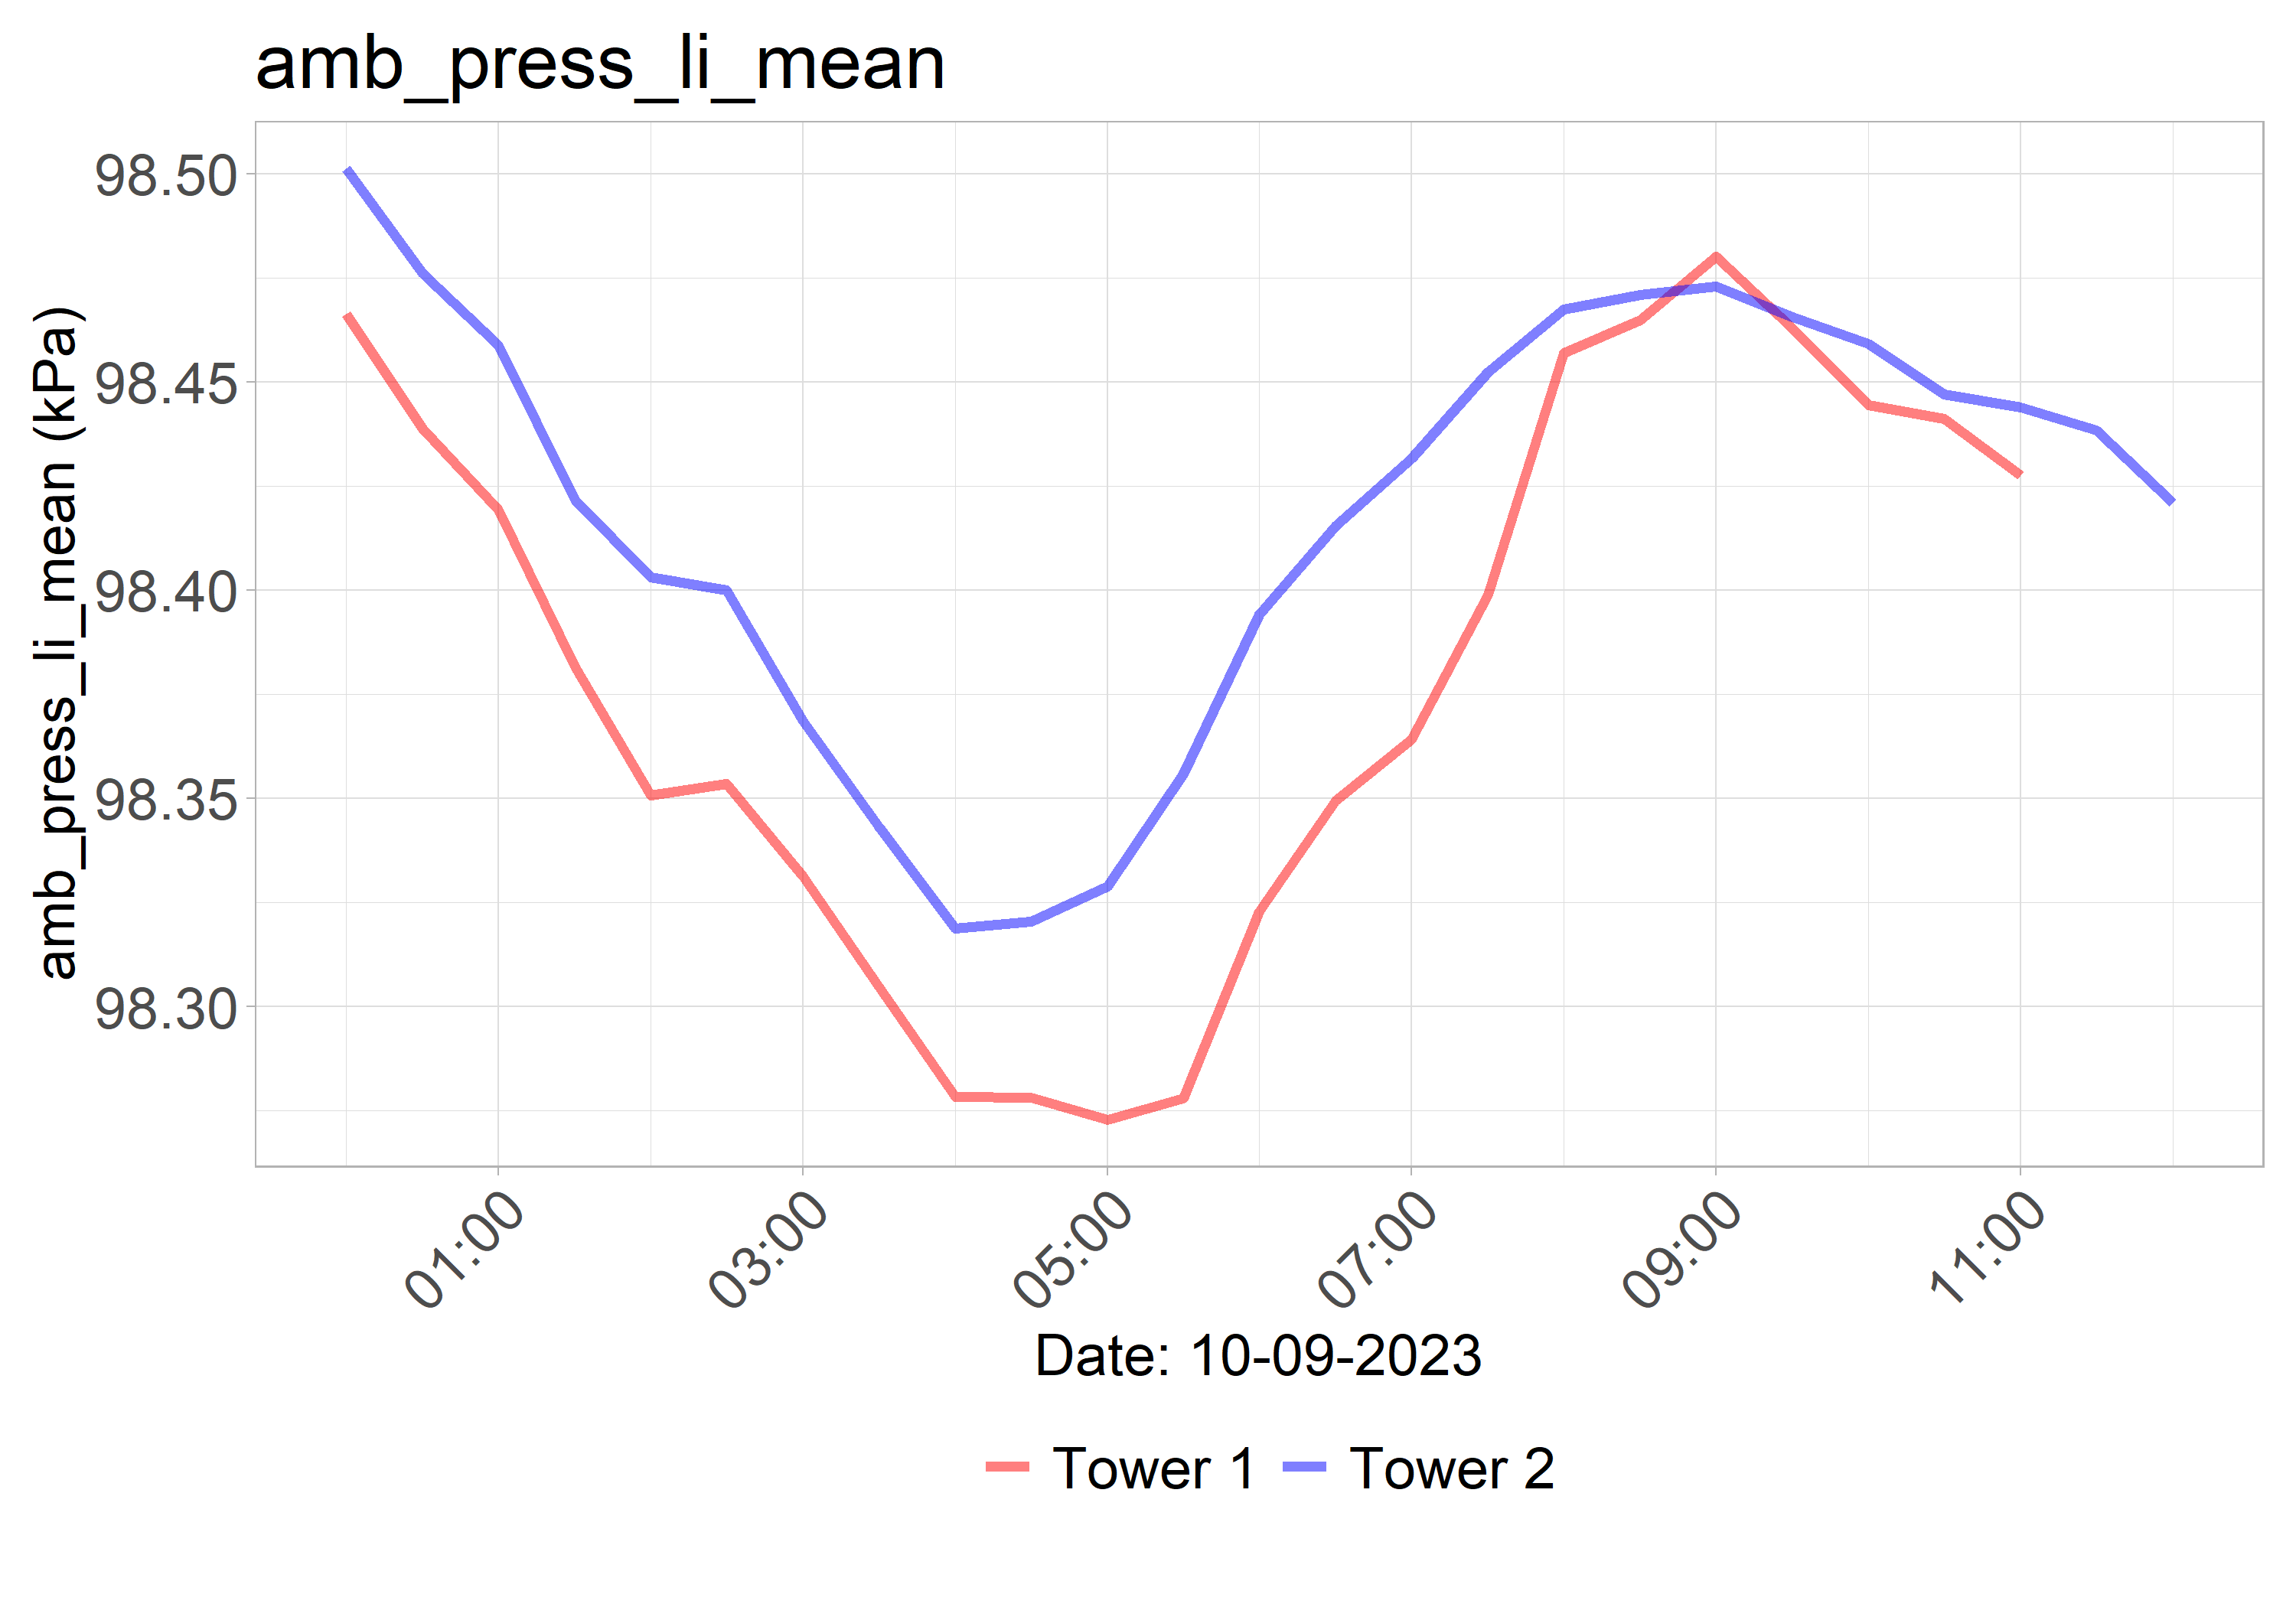 amb_press_li_mean
amb_press_li_mean (kPa)
98.50
98.45
98.40
98.35
98.30
01:00
03:00
05:00
07:00
09:00
11:00
Date: 10-09-2023
Tower 1
Tower 2